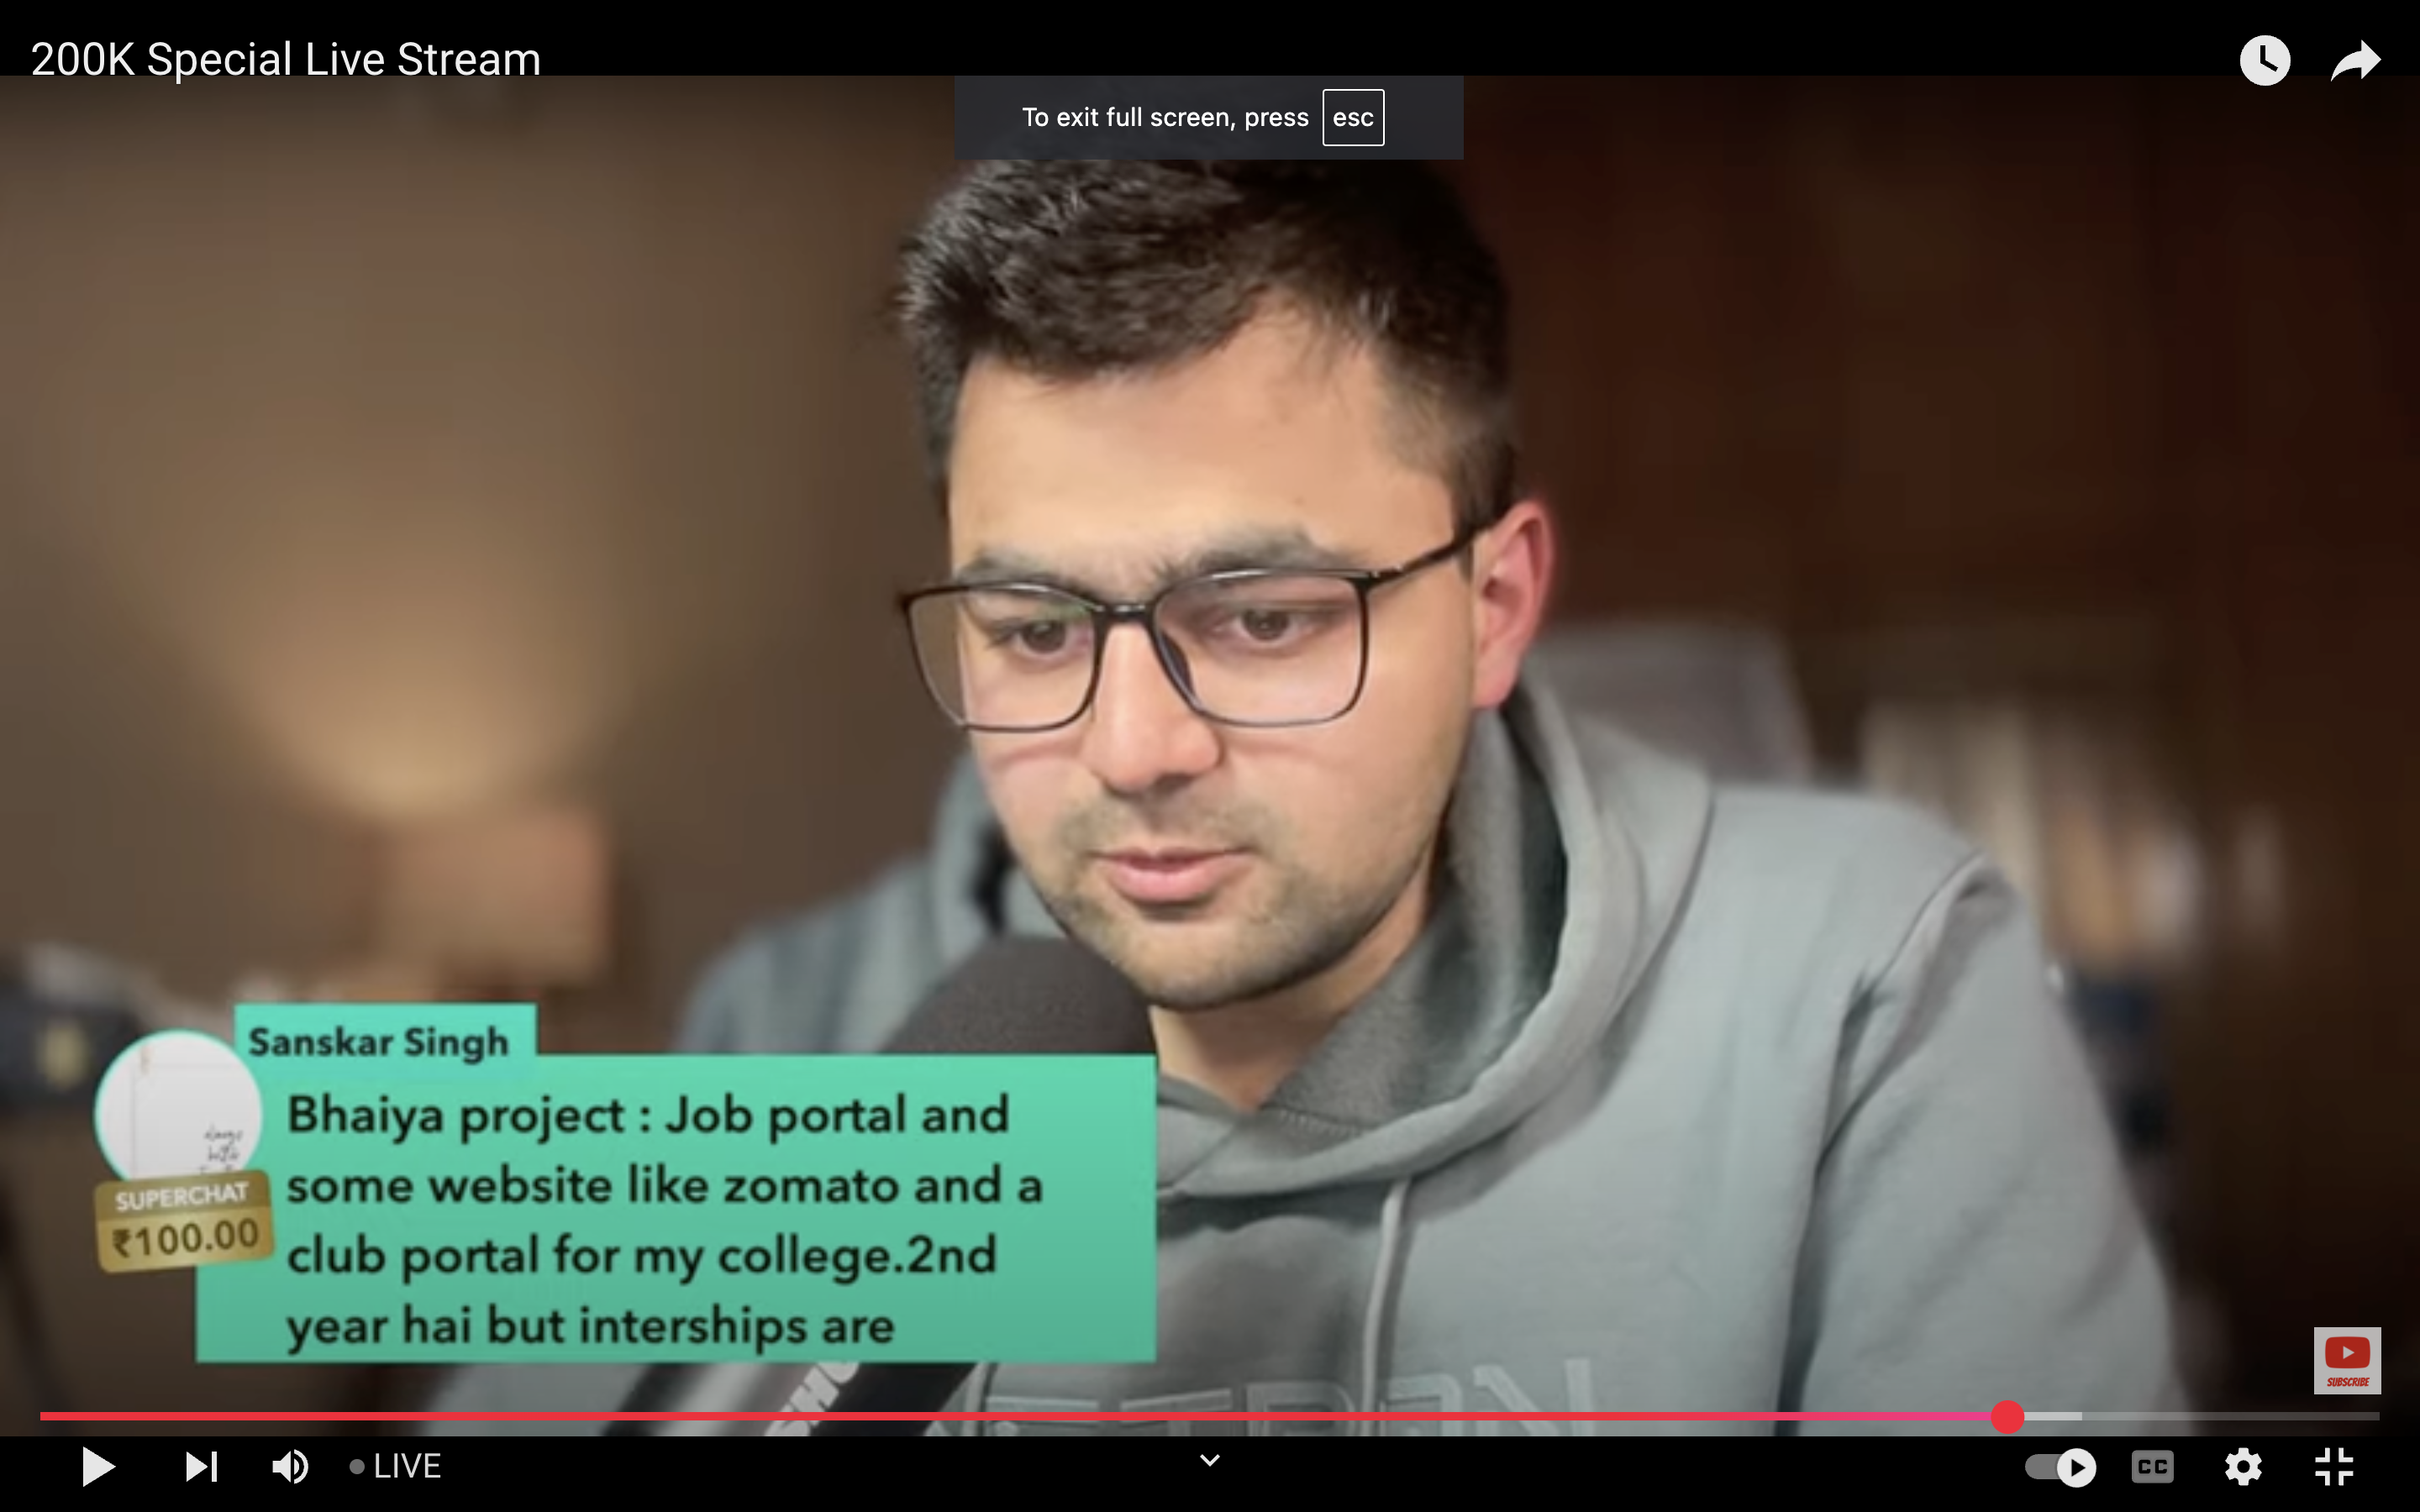 200K Special Live Stream
To exit full screen, press esc
Sanskar Singh
Bhaiya project : Job portal and
some website like zomato and a
club portal for my college.2nd
year hai but interships are
SUPERCHAT
₹100.00
SUBSCRIBE
LIVE
CC